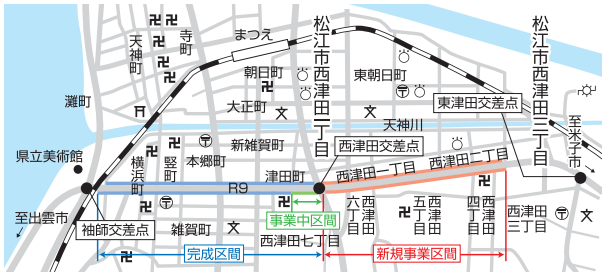 松江市西津田一丁目
松江市西津田三丁目
天神町
寺町
まつえ
朝日町
東朝日町
大正町
灘町
天神川
東津田交差点
至米子市
県立美術館
横浜町
竪町
本郷町
新雑賀町
西津田交差点
津田町
西津田一丁目
西津田二丁目
R9
至出雲市
袖師交差点
雑賀町
事業中区間
西津田七丁目
西津田六丁目
西津田五丁目
西津田四丁目
西津田三丁目
完成区間
新規事業区間